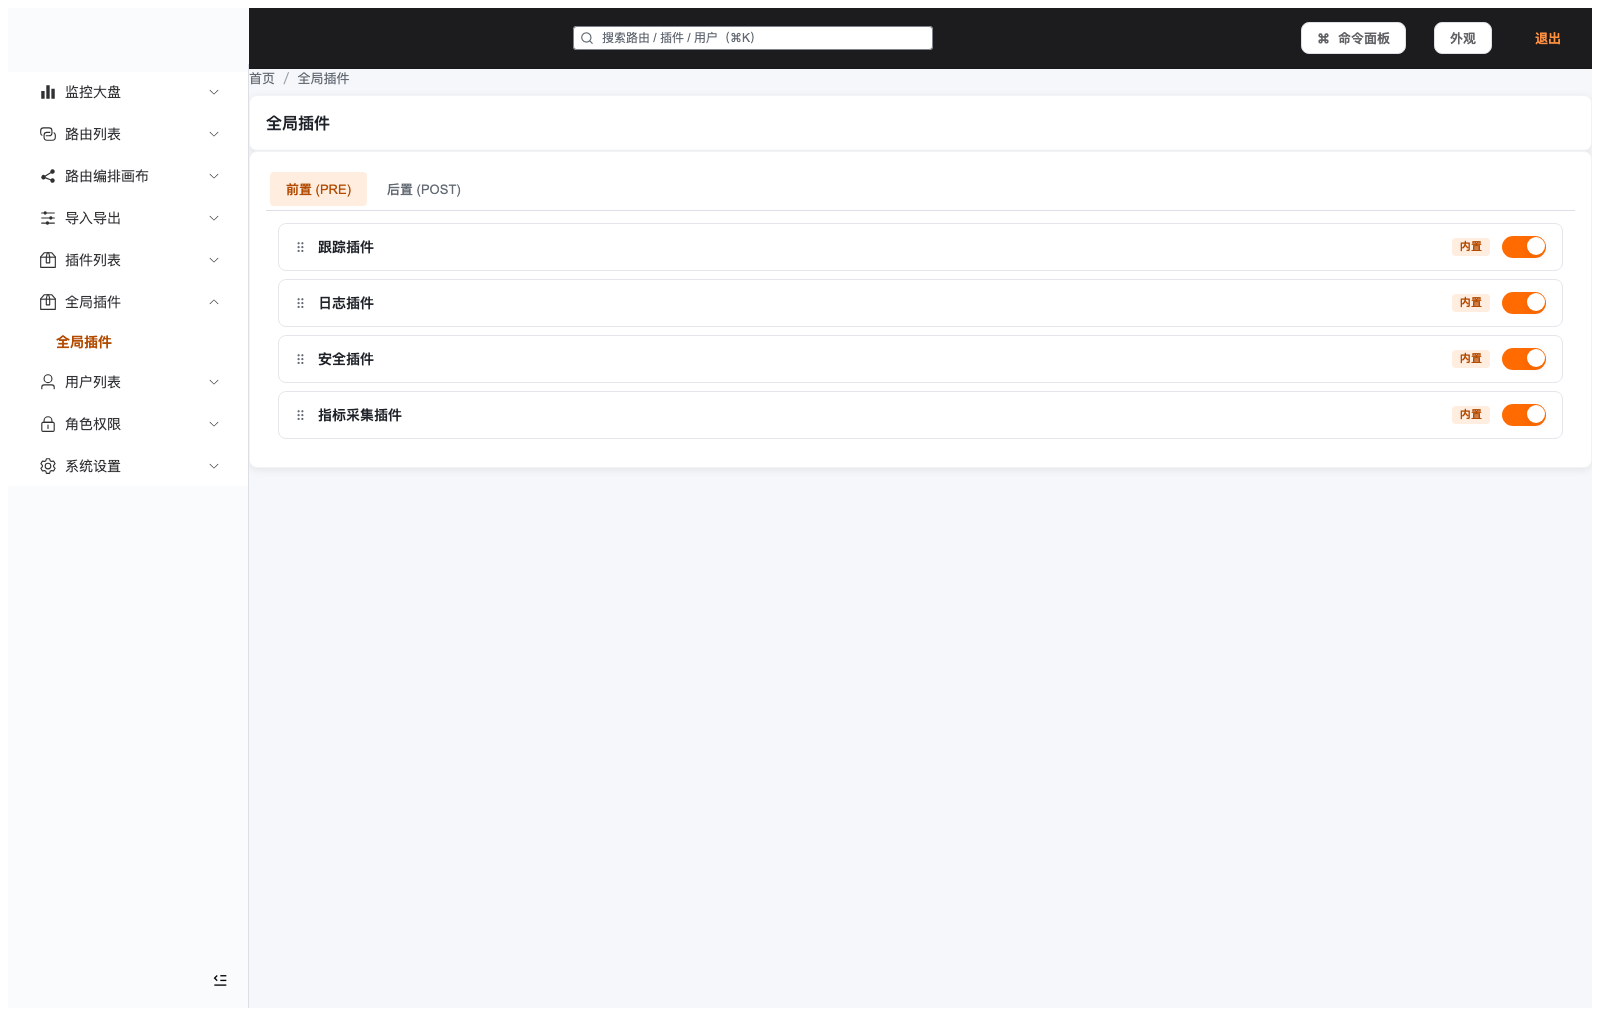 搜索路由 / 插件 / 用户（⌘K）
⌘ 命令面板
外观
退出
监控大盘
路由列表
路由编排画布
导入导出
插件列表
全局插件
全局插件
用户列表
角色权限
系统设置
首页 / 全局插件
全局插件
前置 (PRE)
后置 (POST)
跟踪插件 内置
日志插件 内置
安全插件 内置
指标采集插件 内置